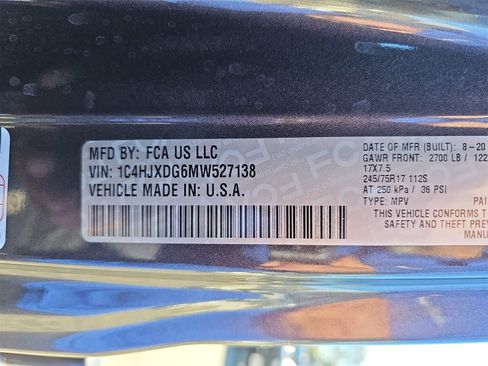 MFD BY: FCA US LLC
VIN: 1C4HJXDG6MW527138
VEHICLE MADE IN U.S.A.
DATE OF MFR (BUILT): 8-20
GAWR FRONT: 2700 LB / 122
17X7.5
245/75R17 112S
AT 250 kPa / 36 PSI
TYPE: MPV PAI
THIS VEHICLE CONFORMS T
SAFETY AND THEFT PREV